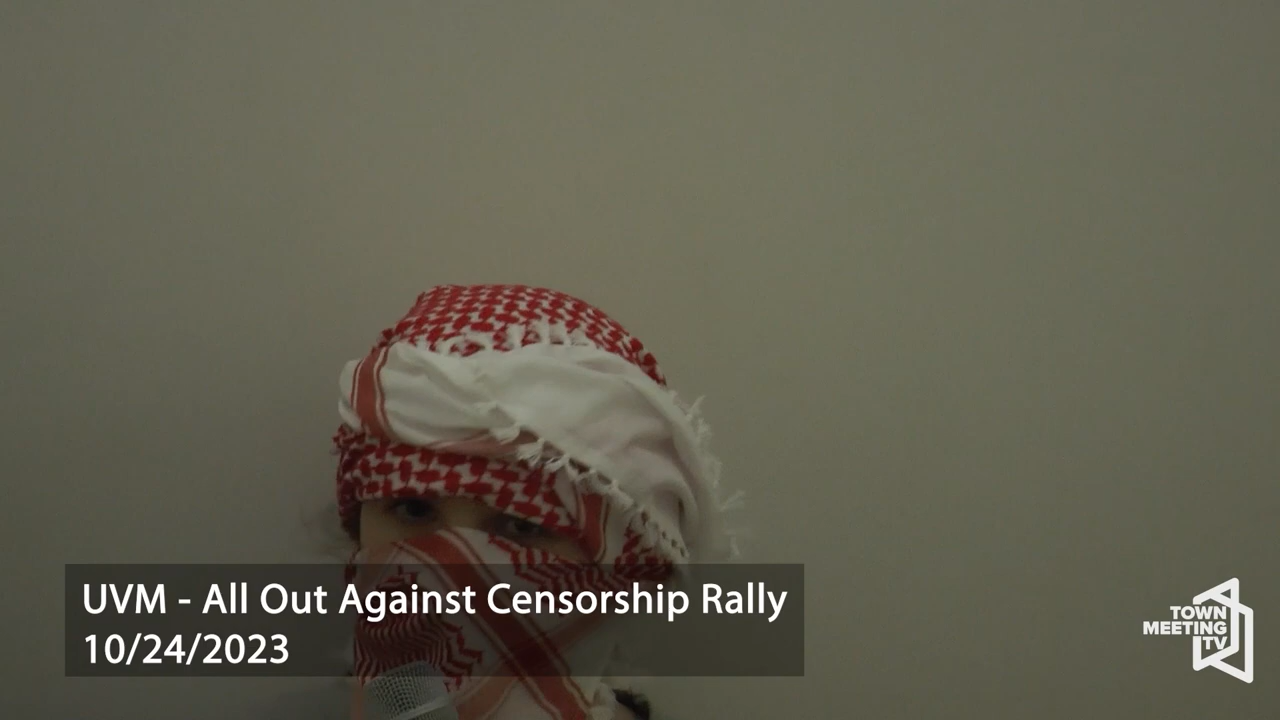 UVM - All Out Against Censorship Rally
10/24/2023
TOWN
MEETING
TV